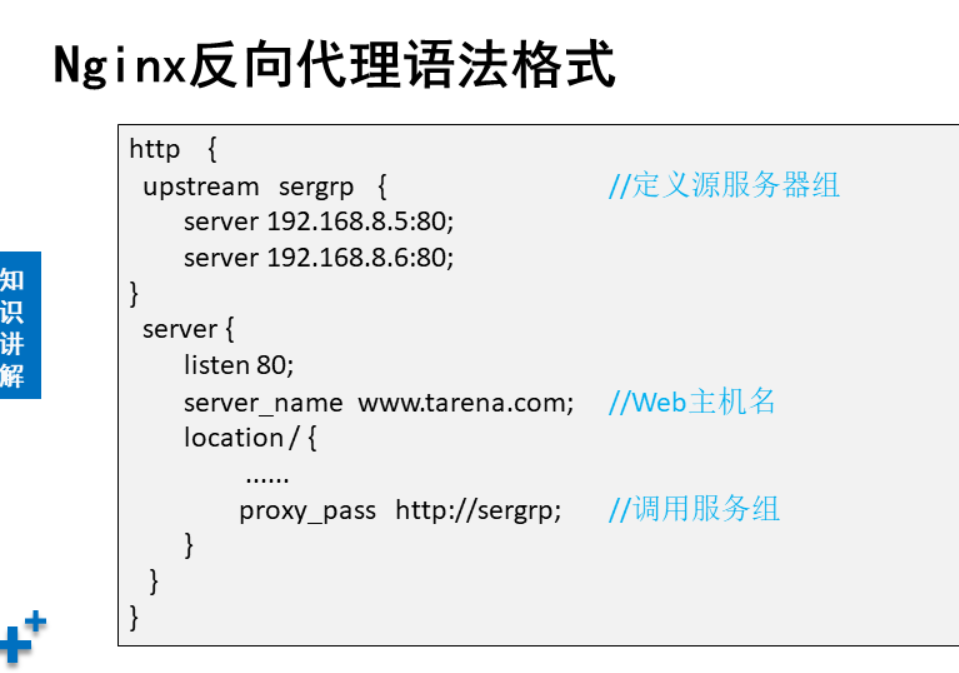 Nginx反向代理语法格式
http {
upstream sergrp { //定义源服务器组
server 192.168.8.5:80;
server 192.168.8.6:80;
}
server {
listen 80;
server_name www.tarena.com; //Web主机名
location / {
......
proxy_pass http://sergrp; //调用服务组
}
}
}
知
识
讲
解